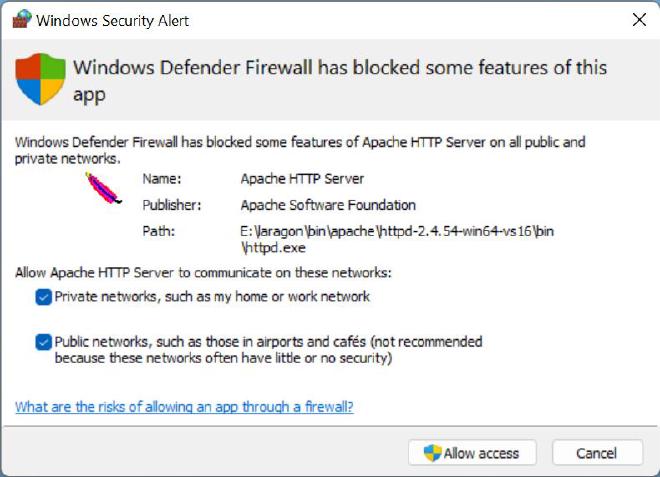 Windows Security Alert
Windows Defender Firewall has blocked some features of this
app
Windows Defender Firewall has blocked some features of Apache HTTP Server on all public and
private networks.
Name: Apache HTTP Server
Publisher: Apache Software Foundation
Path: E:\laragon\bin\apache\httpd-2.4.54-win64-vs16\bin
\httpd.exe
Allow Apache HTTP Server to communicate on these networks:
Private networks, such as my home or work network
Public networks, such as those in airports and cafés (not recommended
because these networks often have little or no security)
What are the risks of allowing an app through a firewall?
Allow access Cancel